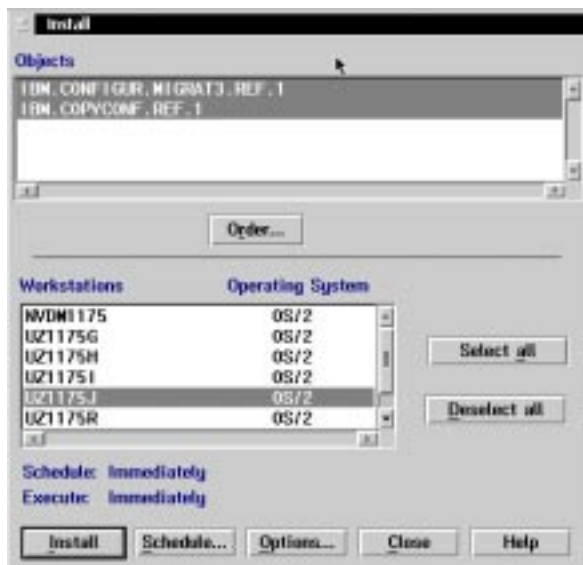 Install
Objects
IBM.CONFIGUR.MIGRAT3.REF.1
IBM.COPYCONF.REF.1
Order...
Workstations Operating System
NVDM1175 OS/2
UZ1175G OS/2
UZ1175H OS/2
UZ1175I OS/2
UZ1175J OS/2
UZ1175R OS/2
Select all
Deselect all
Schedule: Immediately
Execute: Immediately
Install Schedule... Options... Close Help